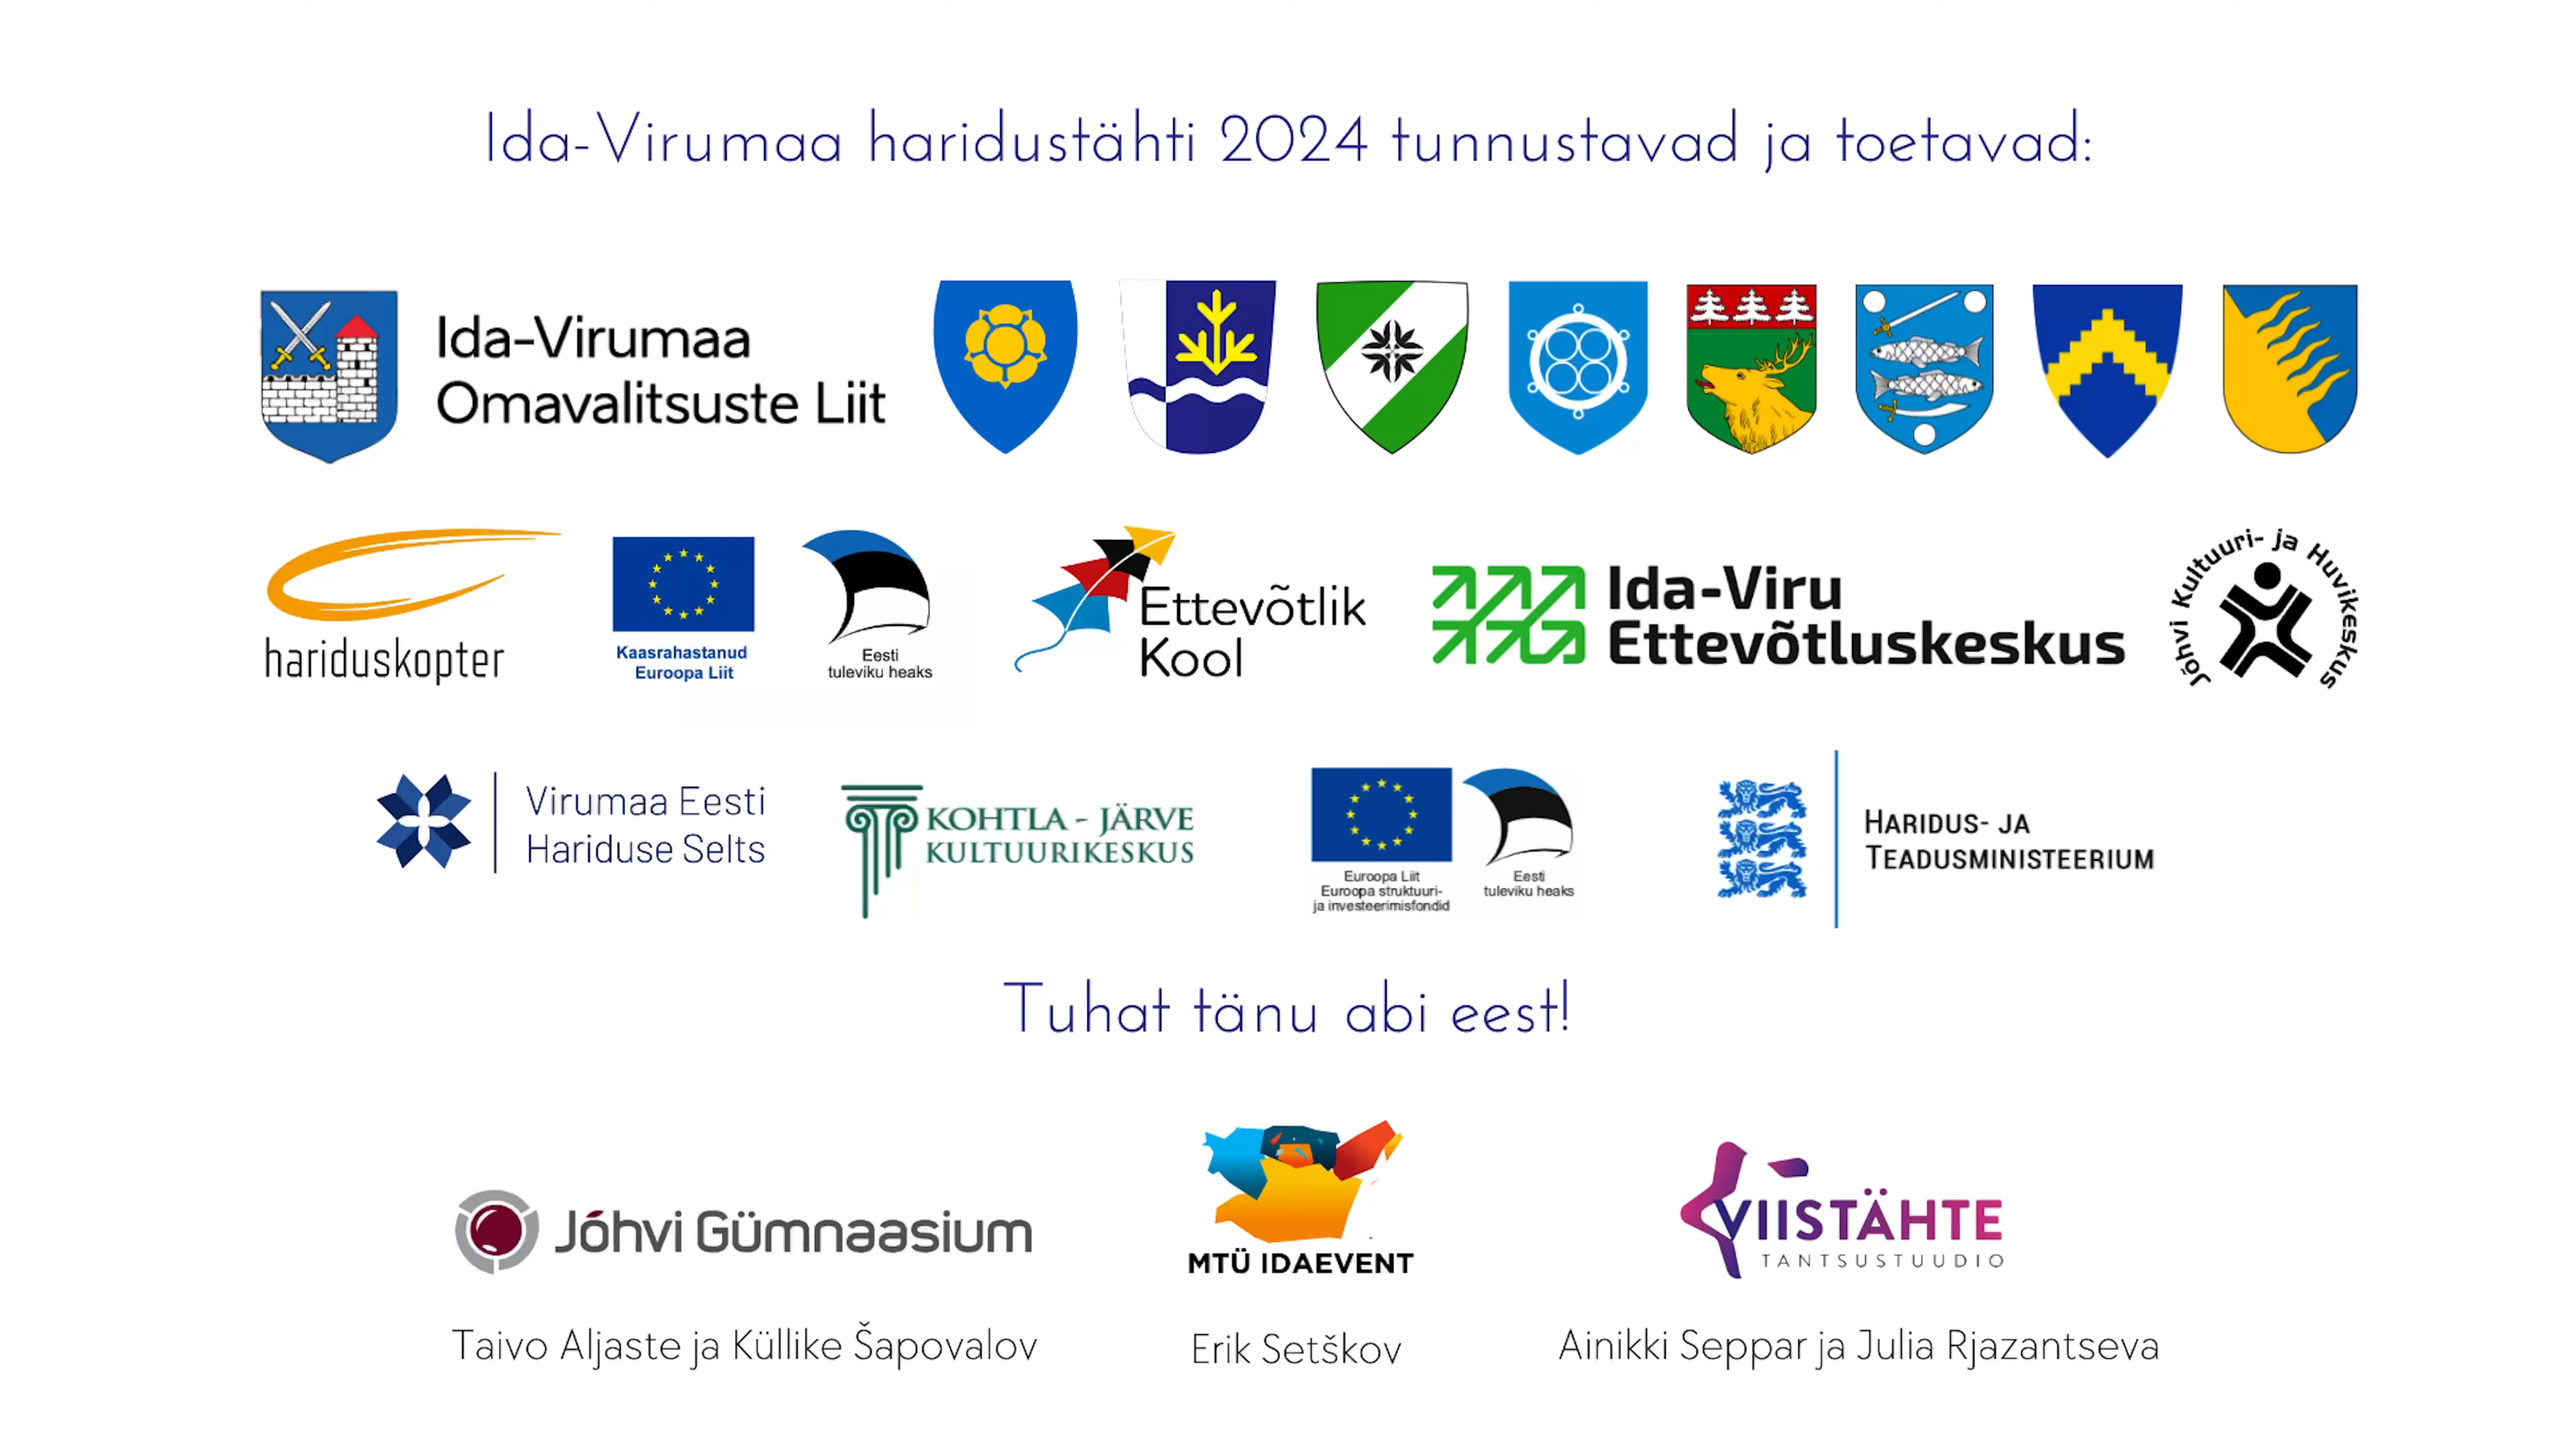 Ida-Virumaa haridustähti 2024 tunnustavad ja toetavad:
Ida-Virumaa
Omavalitsuste Liit
hariduskopter
Kaasrahastanud
Euroopa Liit
Eesti
tuleviku heaks
Ettevõtlik
Kool
Ida-Viru
Ettevõtluskeskus
Jõhvi Kultuuri- ja Huvikeskus
Virumaa Eesti
Hariduse Selts
KOHTLA - JÄRVE
KULTUURIKESKUS
Euroopa Liit
Euroopa struktuuri-
ja investeerimisfondid
Eesti
tuleviku heaks
HARIDUS- JA
TEADUSMINISTEERIUM
Tuhat tänu abi eest!
Jõhvi Gümnaasium
MTÜ IDAEVENT
VIISTÄHTE
TANTSUSTUUDIO
Taivo Aljaste ja Küllike Šapovalov
Erik Setškov
Ainikki Seppar ja Julia Rjazantseva